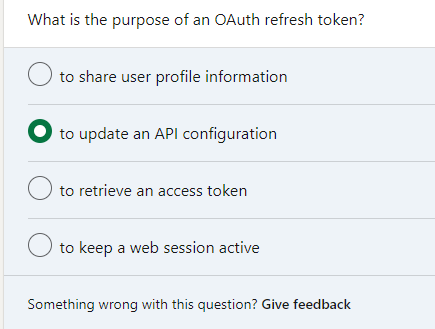 What is the purpose of an OAuth refresh token?
to share user profile information
to update an API configuration
to retrieve an access token
to keep a web session active
Something wrong with this question? Give feedback